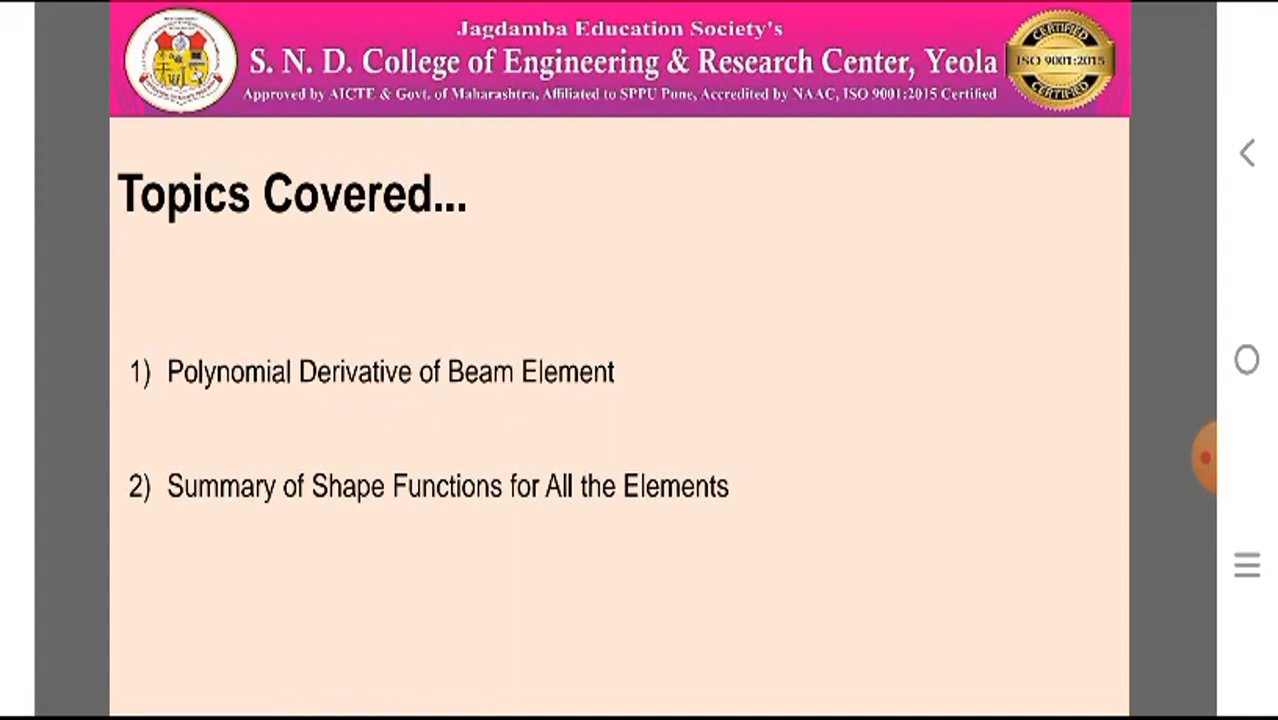 Jagdamba Education Society's
S. N. D. College of Engineering & Research Center, Yeola
Approved by AICTE & Govt. of Maharashtra, Affiliated to SPPU Pune, Accredited by NAAC, ISO 9001:2015 Certified
CERTIFIED
ISO 9001:2015
CERTIFIED
Topics Covered...
1) Polynomial Derivative of Beam Element
2) Summary of Shape Functions for All the Elements